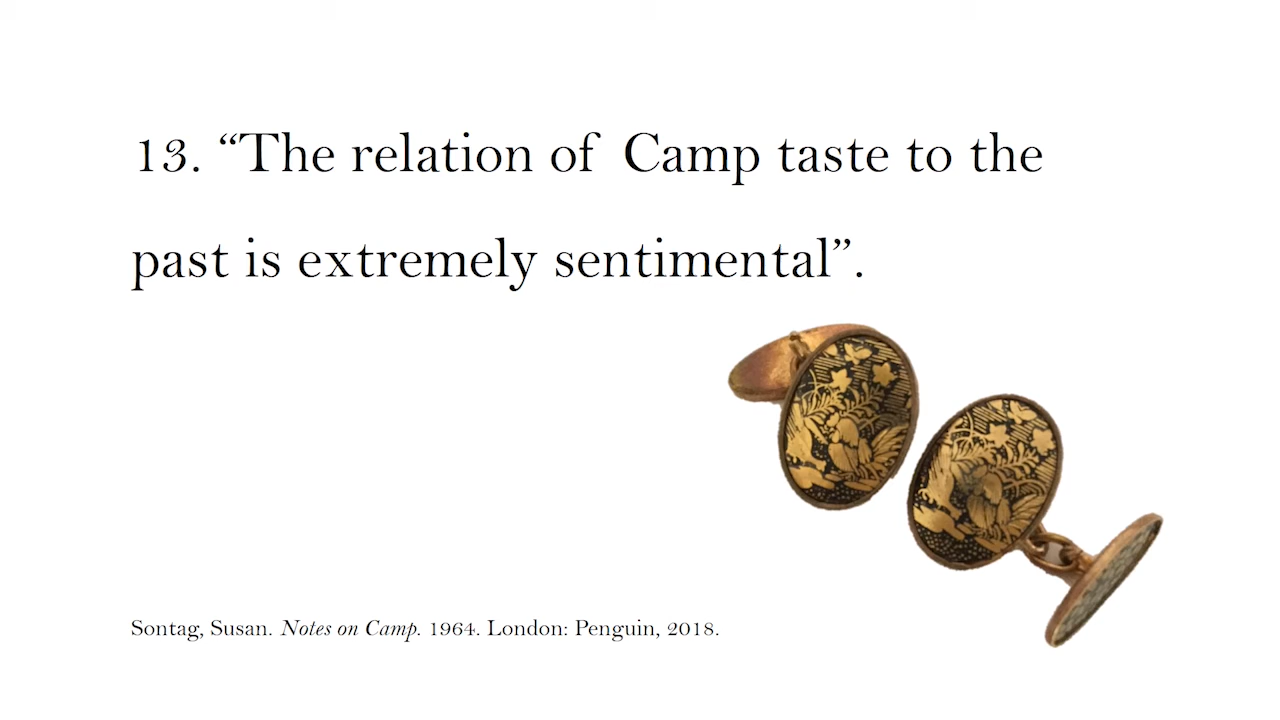 13. “The relation of Camp taste to the
past is extremely sentimental”.
Sontag, Susan. Notes on Camp. 1964. London: Penguin, 2018.